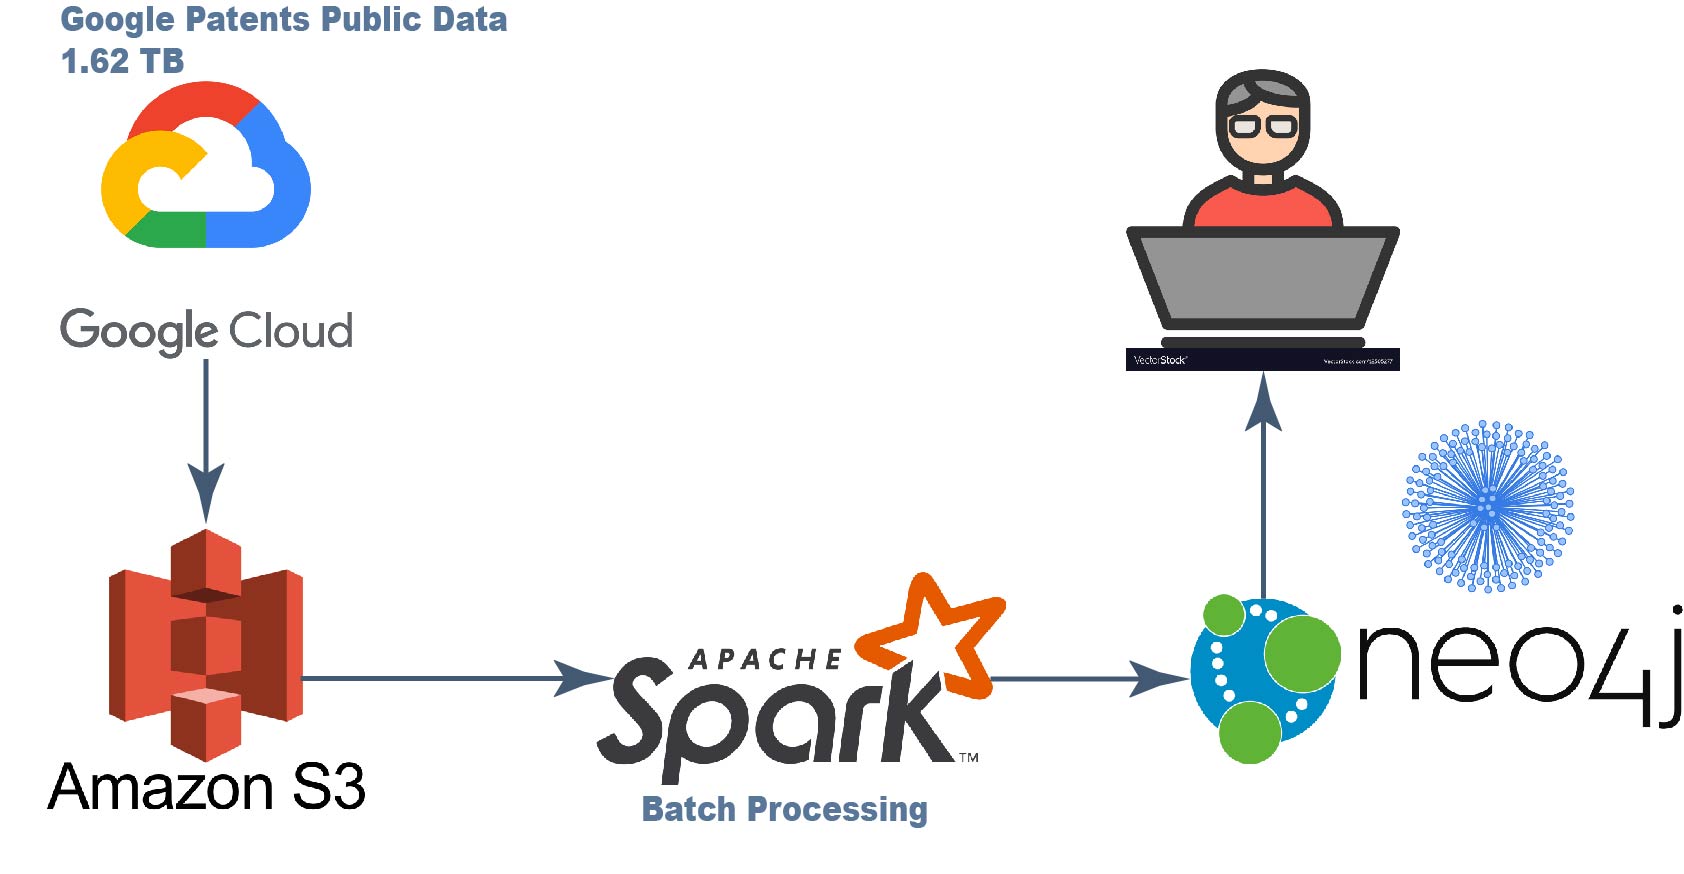 Google Patents Public Data
1.62 TB
Google Cloud
VectorStock®
VectorStock.com/18505277
Amazon S3
APACHE
Spark™
Batch Processing
neo4j